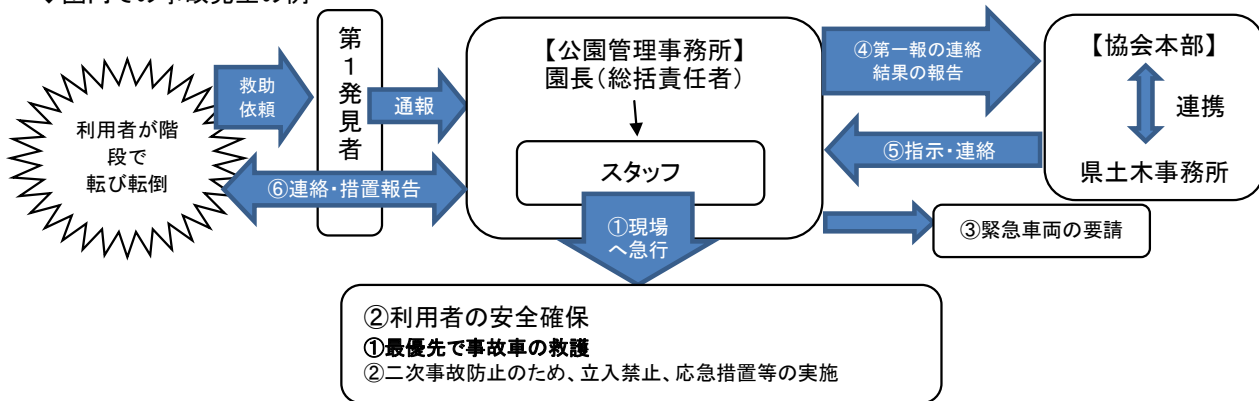 利用者が階
段で
転び転倒
救助
依頼
第1発見者
通報
⑥連絡・措置報告
【公園管理事務所】
園長(総括責任者)
スタッフ
①現場
へ急行
④第一報の連絡
結果の報告
⑤指示・連絡
【協会本部】
連携
県土木事務所
③緊急車両の要請
②利用者の安全確保
①最優先で事故車の救護
②二次事故防止のため、立入禁止、応急措置等の実施